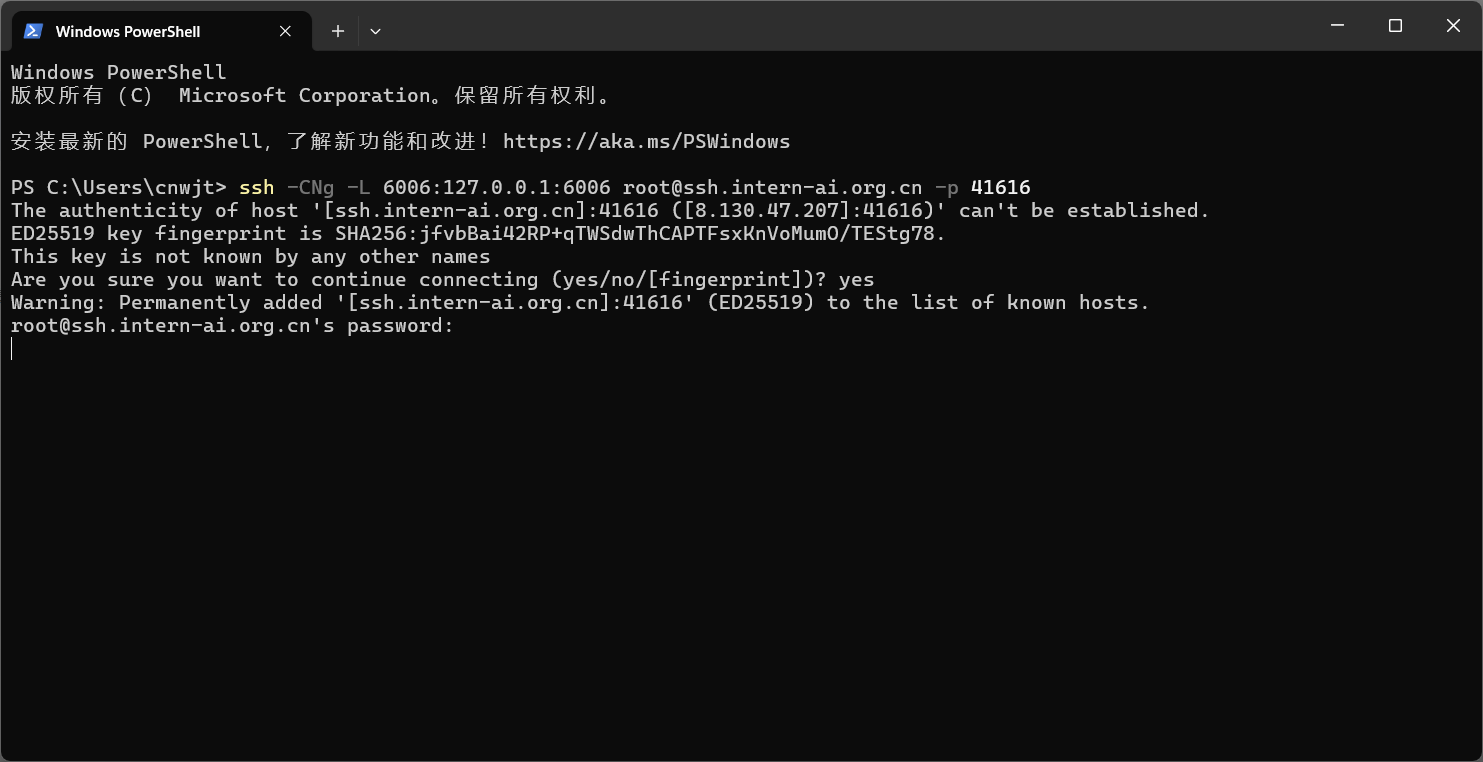 Windows PowerShell
Windows PowerShell
版权所有（C） Microsoft Corporation。保留所有权利。
安装最新的 PowerShell，了解新功能和改进！https://aka.ms/PSWindows
PS C:\Users\cnwjt> ssh -CNg -L 6006:127.0.0.1:6006 root@ssh.intern-ai.org.cn -p 41616
The authenticity of host '[ssh.intern-ai.org.cn]:41616 ([8.130.47.207]:41616)' can't be established.
ED25519 key fingerprint is SHA256:jfvbBai42RP+qTWSdwThCAPTFsxKnVoMumO/TEStg78.
This key is not known by any other names
Are you sure you want to continue connecting (yes/no/[fingerprint])? yes
Warning: Permanently added '[ssh.intern-ai.org.cn]:41616' (ED25519) to the list of known hosts.
root@ssh.intern-ai.org.cn's password: